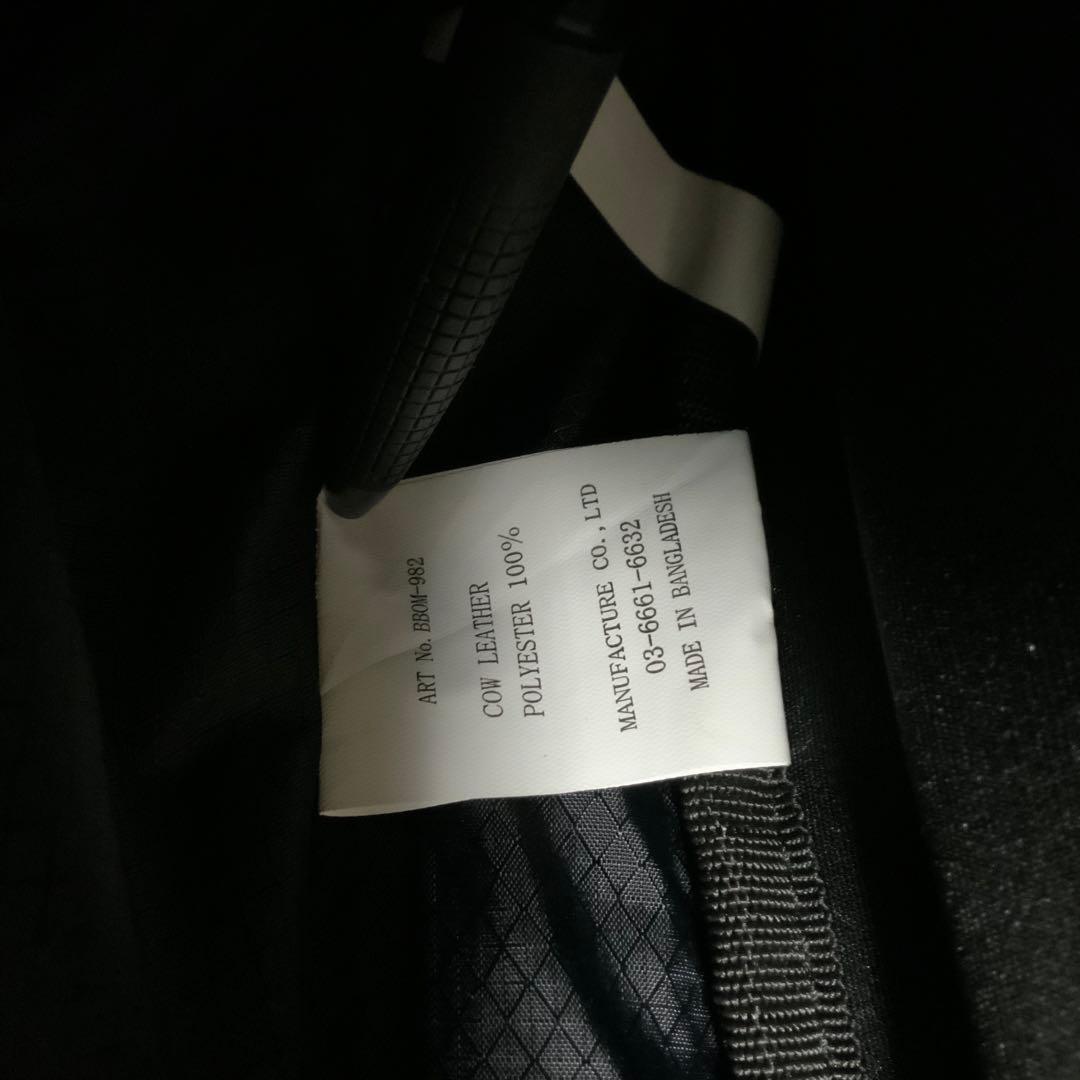 ART No. BBOM-982
COW LEATHER
POLYESTER 100%
MANUFACTURE CO., LTD
03-6661-6632
MADE IN BANGLADESH